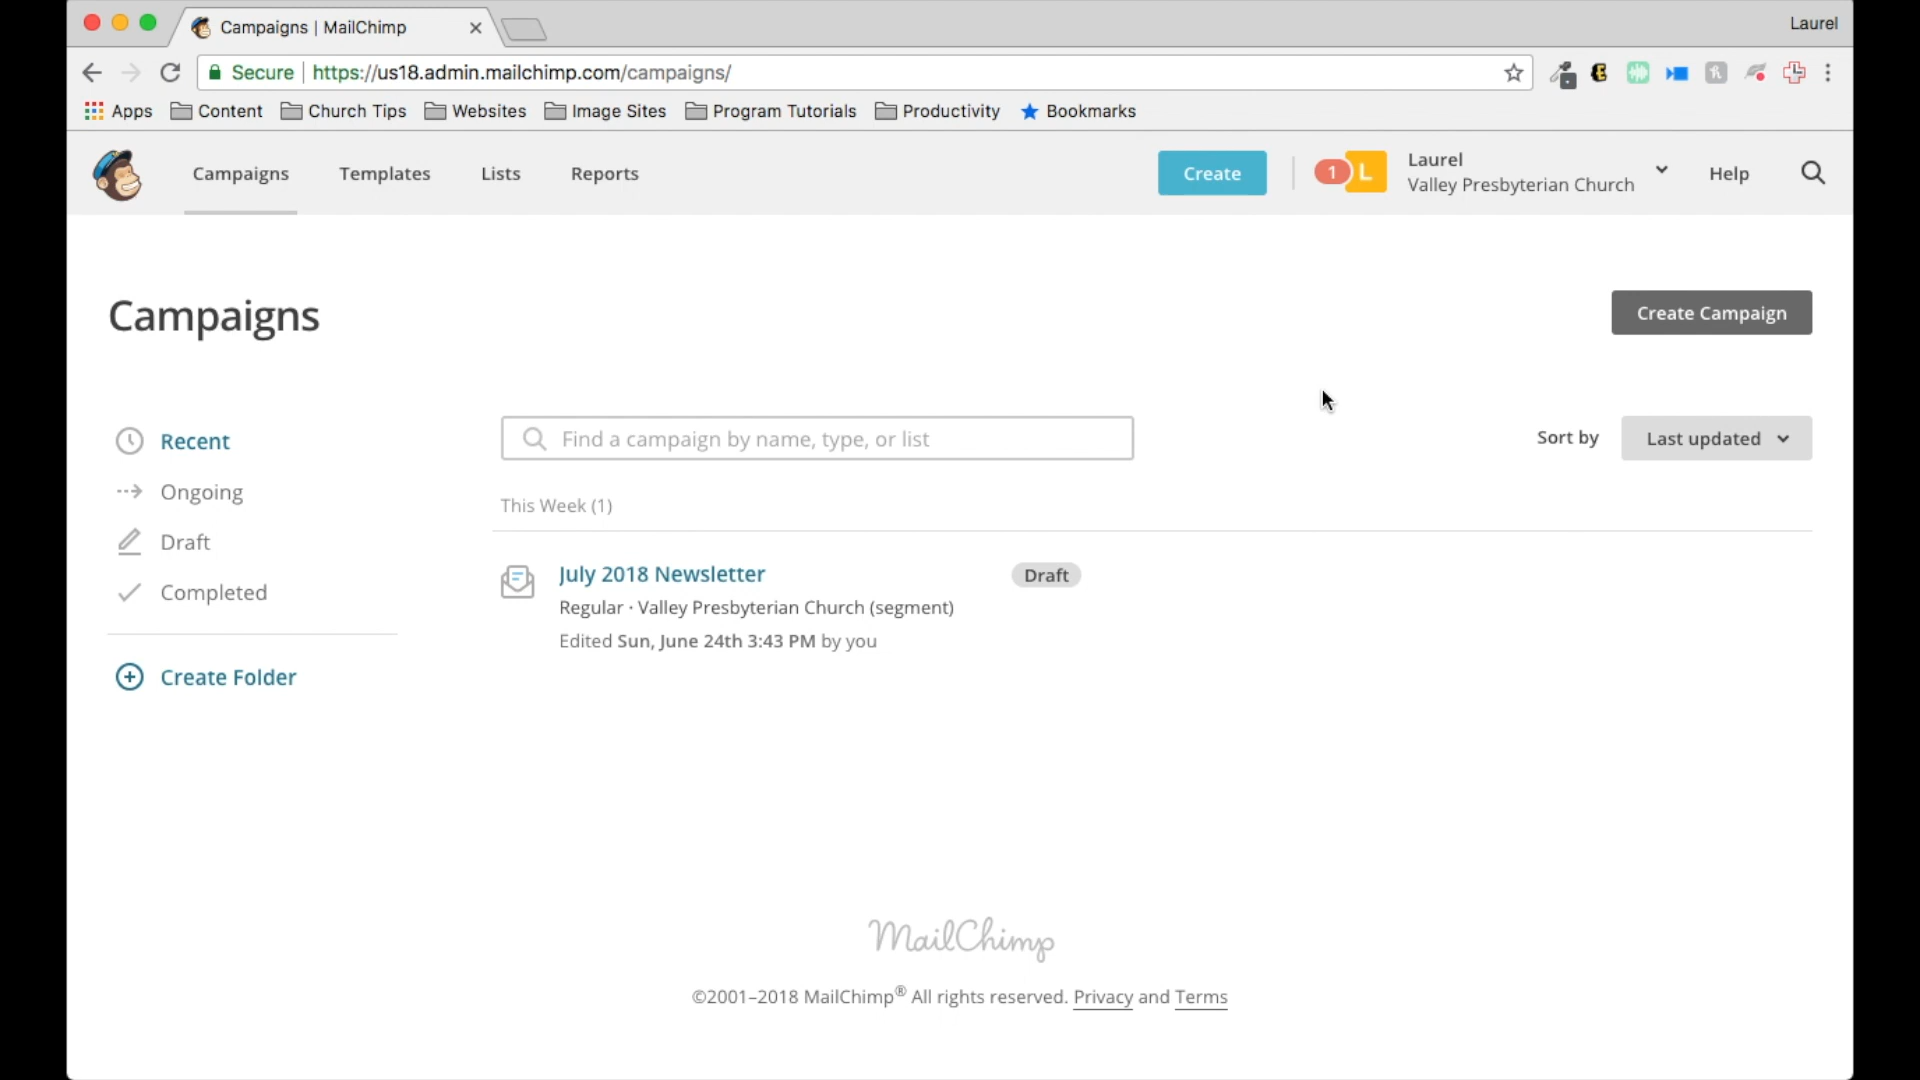 Campaigns | MailChimp
Laurel
Secure https://us18.admin.mailchimp.com/campaigns/
Apps Content Church Tips Websites Image Sites Program Tutorials Productivity Bookmarks
Campaigns Templates Lists Reports Create 1 L Laurel Help
Valley Presbyterian Church
Campaigns
Create Campaign
Recent
Find a campaign by name, type, or list
Sort by Last updated
Ongoing
Draft
Completed
Create Folder
This Week (1)
July 2018 Newsletter Draft
Regular · Valley Presbyterian Church (segment)
Edited Sun, June 24th 3:43 PM by you
MailChimp
©2001–2018 MailChimp® All rights reserved. Privacy and Terms